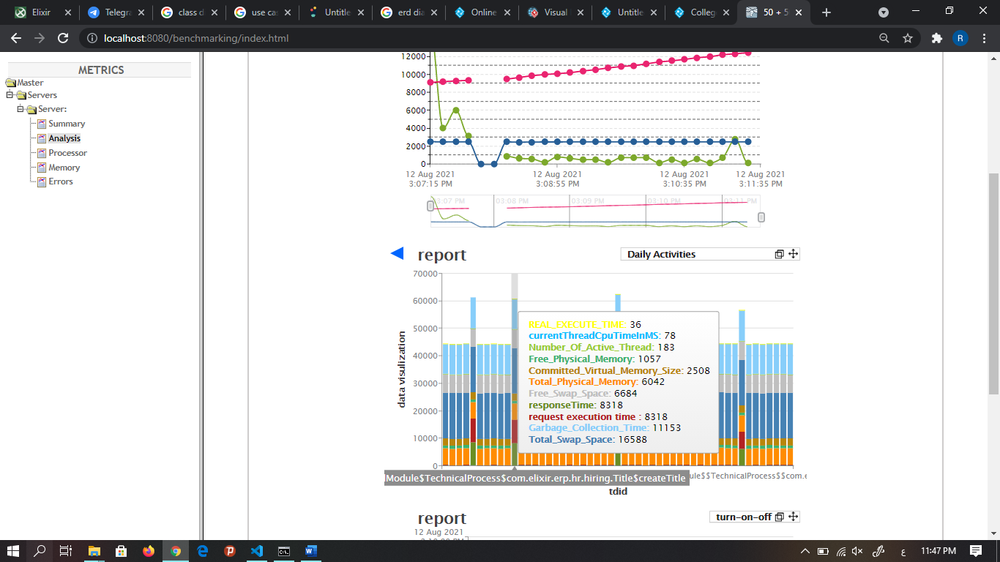 Elixir
Telegra
class d
use cas
Untitle
erd dia
Online
Visual
Untitle
Colleg
50 + 5
localhost:8080/benchmarking/index.html
R
METRICS
Master
Servers
Server:
Summary
Analysis
Processor
Memory
Errors
12000
10000
8000
6000
4000
2000
0
12 Aug 2021
3:07:15 PM
12 Aug 2021
3:08:55 PM
12 Aug 2021
3:10:35 PM
12 Aug 2021
3:11:35 PM
03:07 PM
03:08 PM
03:09 PM
03:10 PM
03:11 PM
report
Daily Activities
70000
60000
50000
40000
30000
20000
10000
0
data visulization
REAL_EXECUTE_TIME: 36
currentThreadCpuTimeInMS: 78
Number_Of_Active_Thread: 183
Free_Physical_Memory: 1057
Committed_Virtual_Memory_Size: 2508
Total_Physical_Memory: 6042
Free_Swap_Space: 6684
responseTime: 8318
request execution time : 8318
Garbage_Collection_Time: 11153
Total_Swap_Space: 16588
Module$TechnicalProcess$com.elixir.erp.hr.hiring.Title$createTitle
ule$$TechnicalProcess$$com.e
tdid
report
turn-on-off
12 Aug 2021
ع
11:47 PM